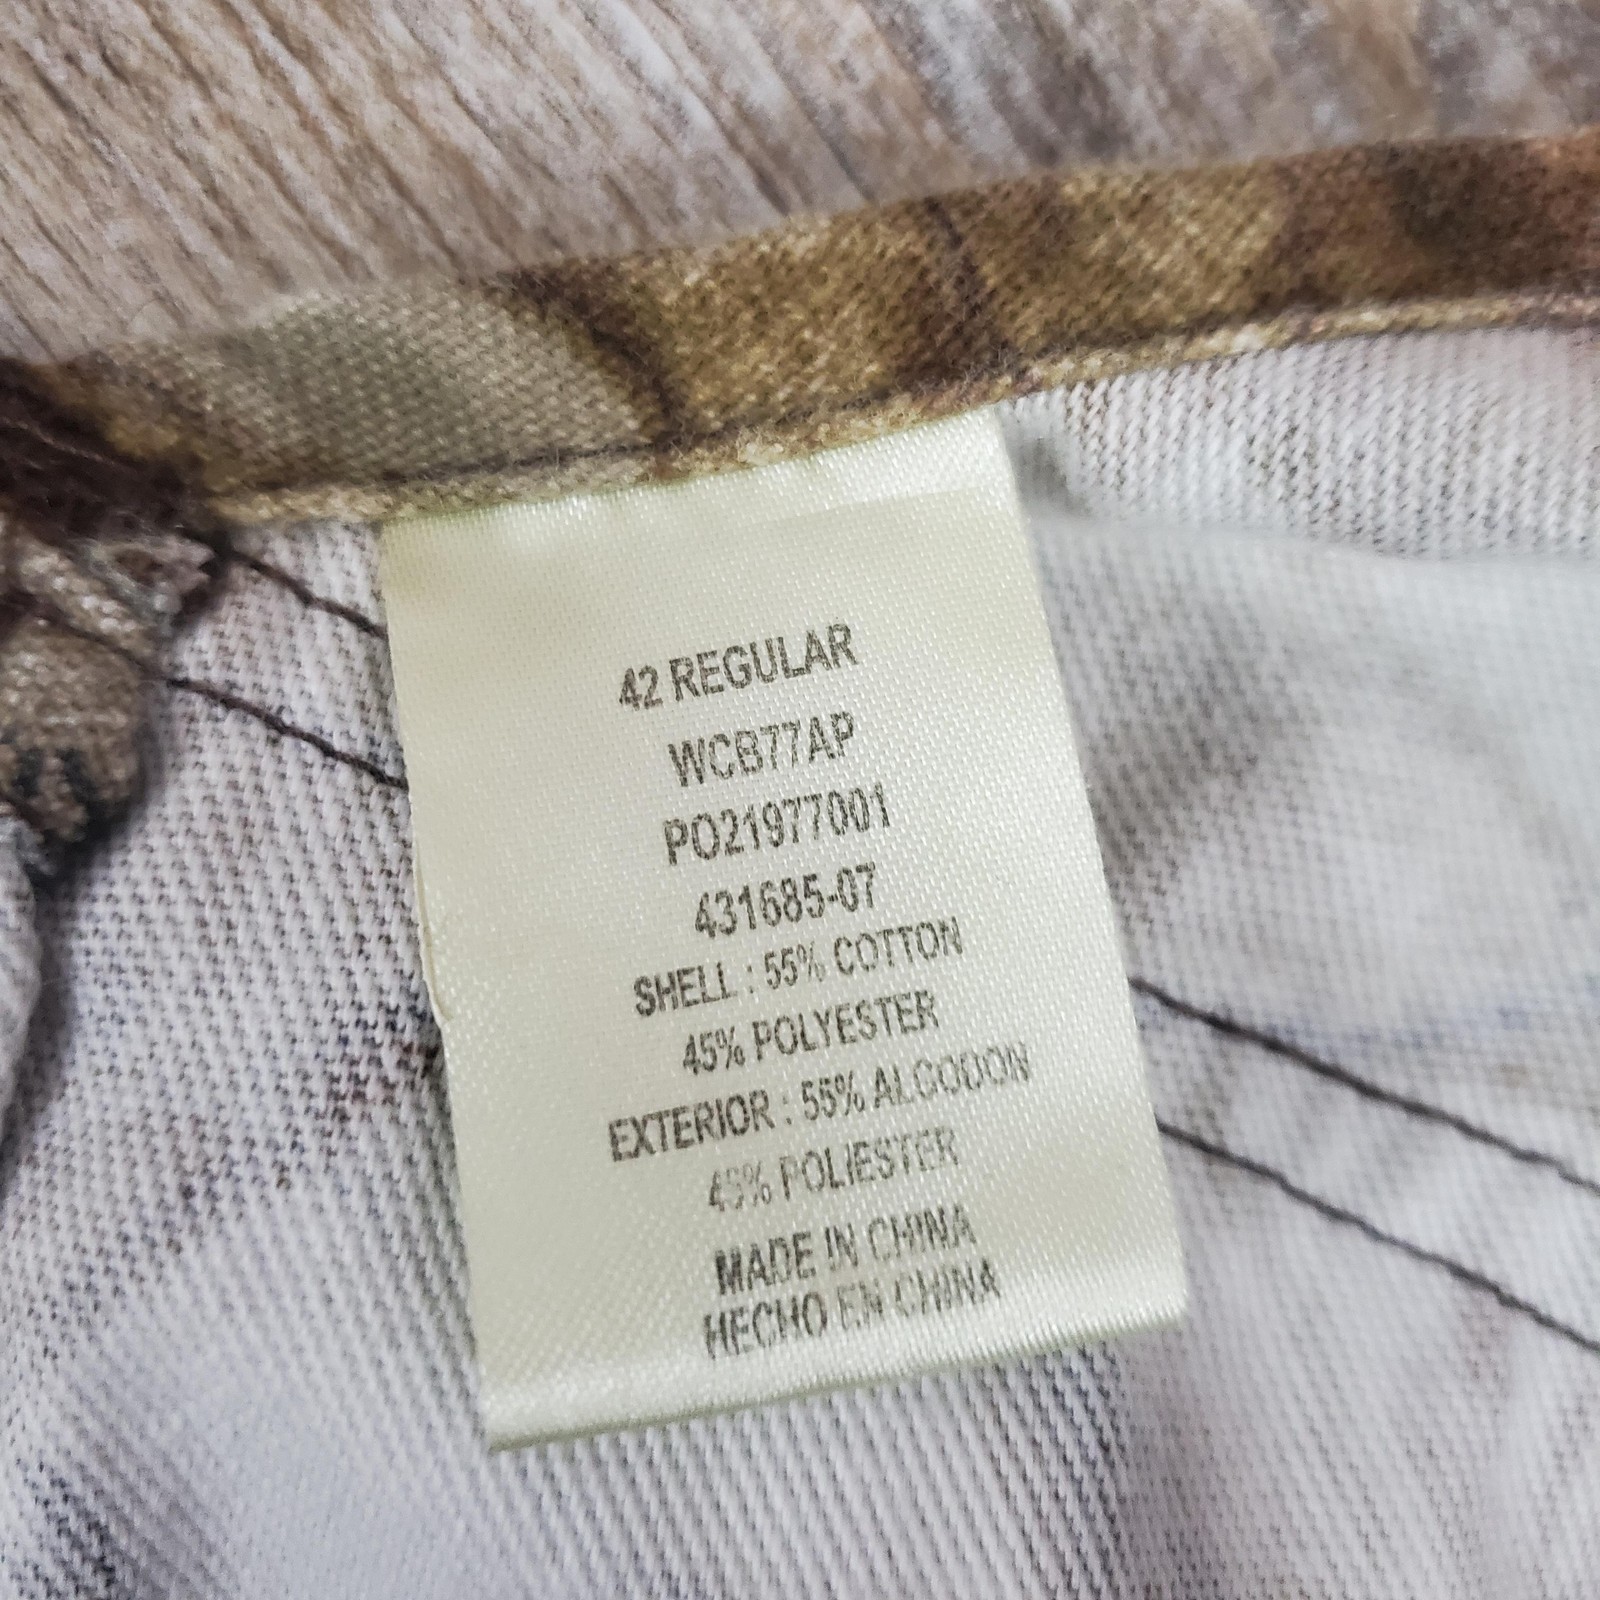 42 REGULAR
WCB77AP
PO21977001
431685-07
SHELL : 55% COTTON
45% POLYESTER
EXTERIOR : 55% ALGODON
45% POLIESTER
MADE IN CHINA
HECHO EN CHINA